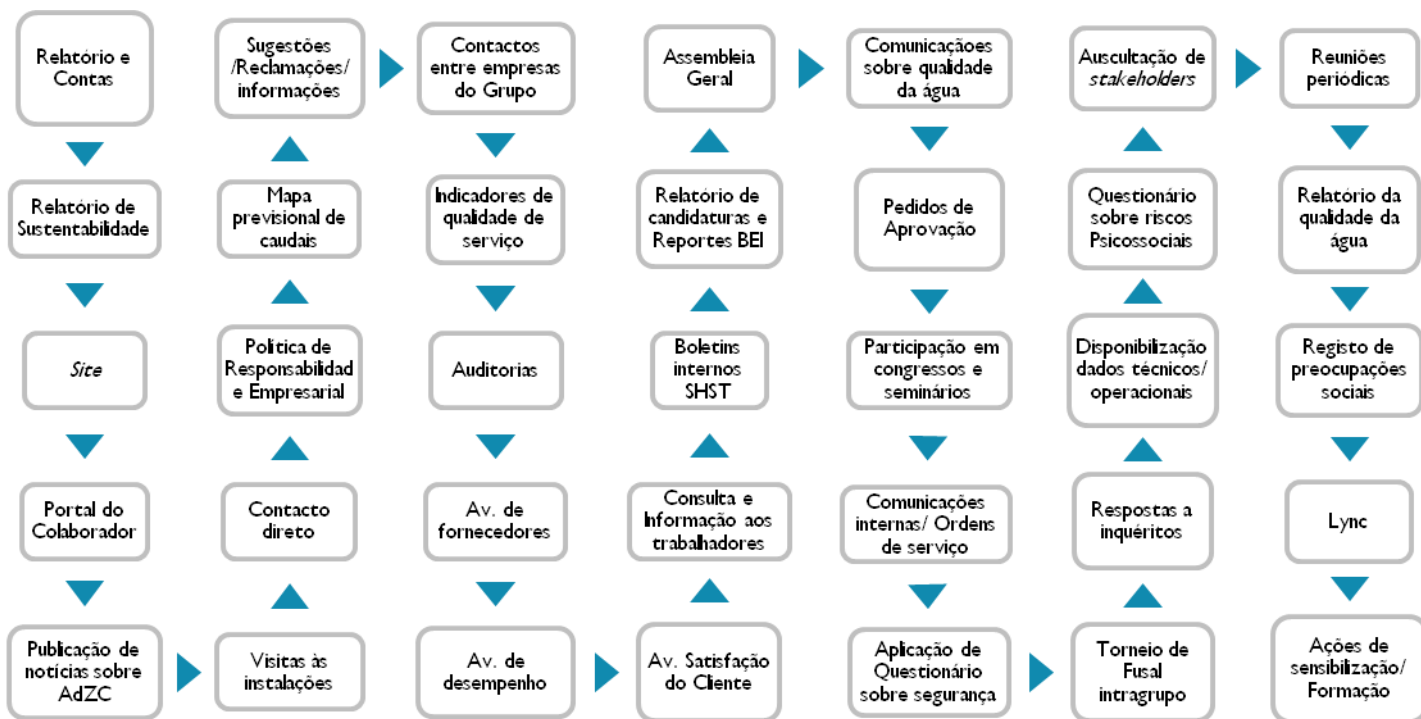 Relatório e
Contas
Relatório de
Sustentabilidade
Site
Portal do
Colaborador
Publicação de
notícias sobre
AdZC
Visitas às
instalações
Contacto
direto
Política de
Responsabilidad
e Empresarial
Mapa
previsional de
caudais
Sugestões
/Reclamações/
informações
Contactos
entre empresas
do Grupo
Indicadores de
qualidade de
serviço
Auditorias
Av. de
fornecedores
Av. de
desempenho
Av. Satisfação
do Cliente
Consulta e
Informação aos
trabalhadores
Boletins
internos
SHST
Relatório de
candidaturas e
Reportes BEI
Assembleia
Geral
Comunicaçãoes
sobre qualidade
da água
Pedidos de
Aprovação
Participação em
congressos e
seminários
Comunicações
internas/ Ordens
de serviço
Aplicação de
Questionário
sobre segurança
Torneio de
Fusal
intragrupo
Respostas a
inquéritos
Disponibilização
dados técnicos/
operacionais
Questionário
sobre riscos
Psicossociais
Auscultação de
stakeholders
Reuniões
periódicas
Relatório da
qualidade da
água
Registo de
preocupações
sociais
Lync
Ações de
sensibilização/
Formação